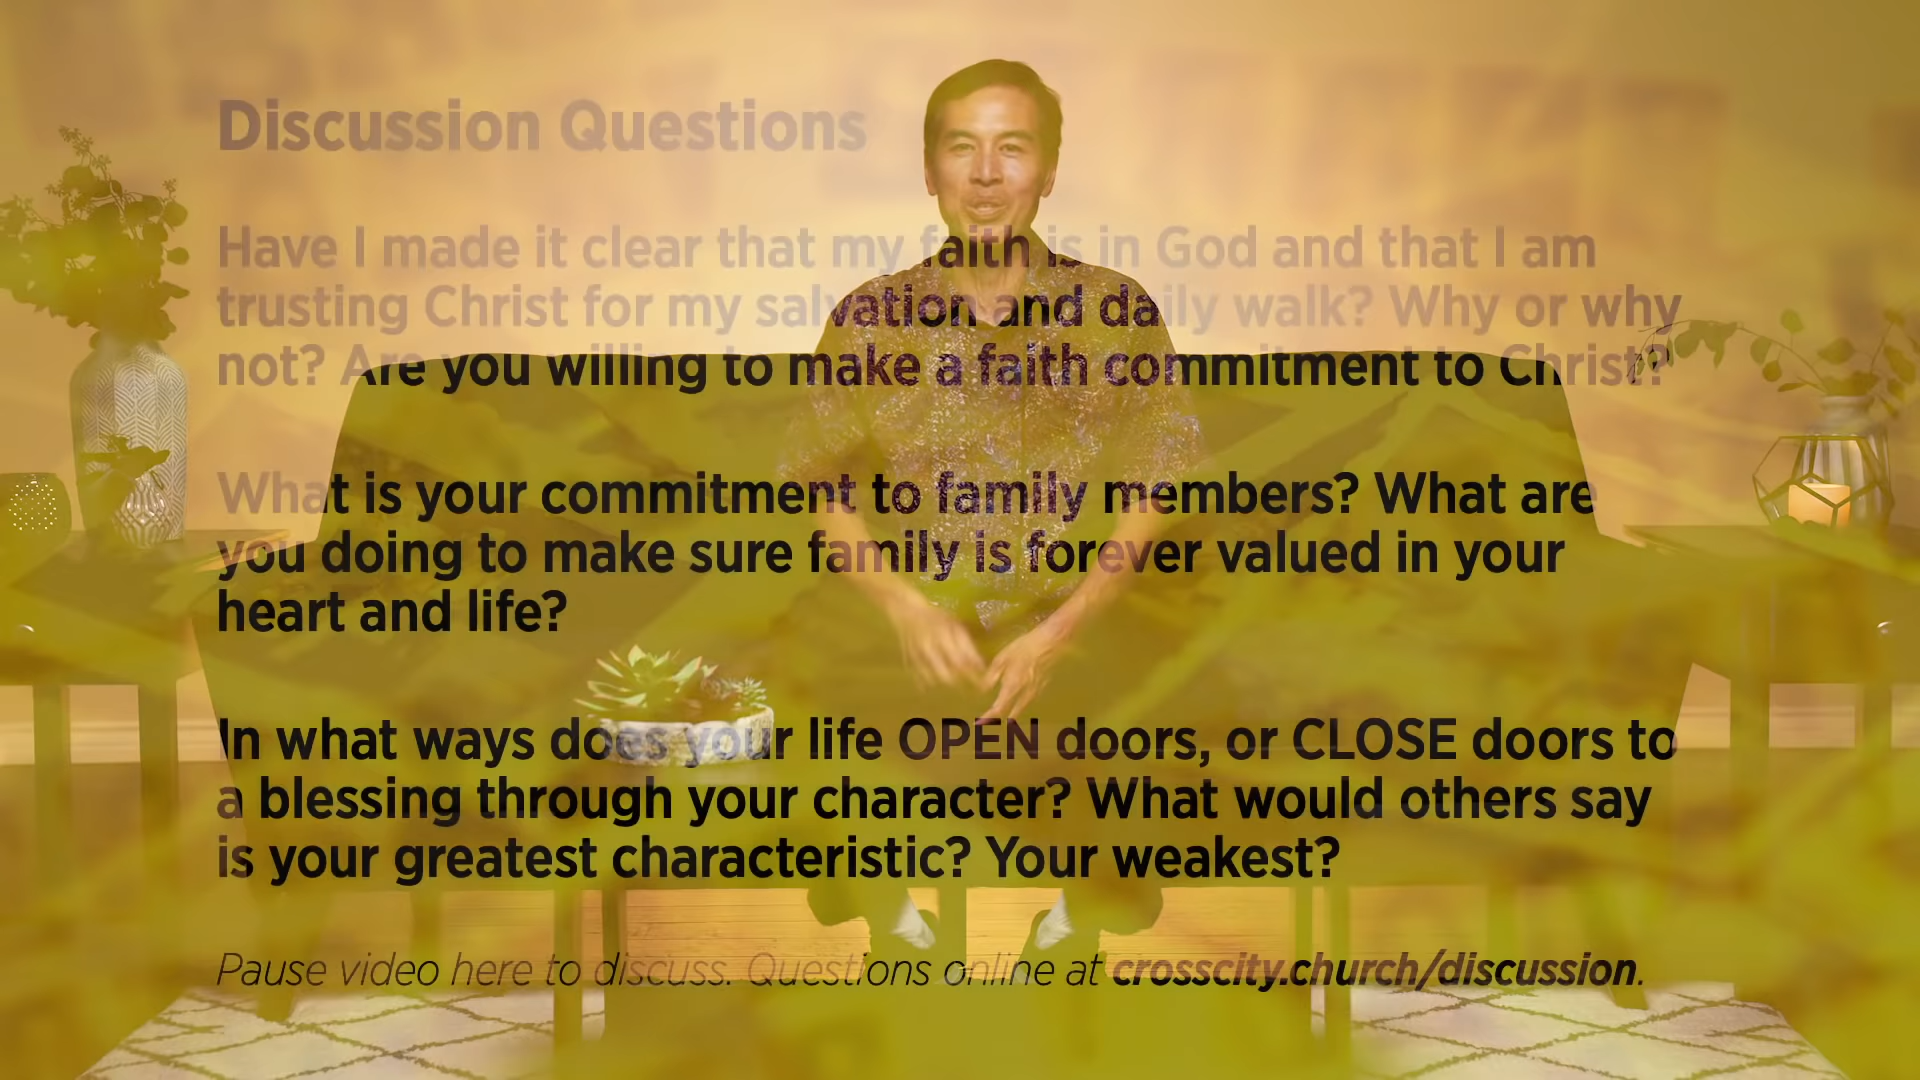 Discussion Questions
Have I made it clear that my faith is in God and that I am
trusting Christ for my salvation and daily walk? Why or why
not? Are you willing to make a faith commitment to Christ?
What is your commitment to family members? What are
you doing to make sure family is forever valued in your
heart and life?
In what ways does your life OPEN doors, or CLOSE doors to
a blessing through your character? What would others say
is your greatest characteristic? Your weakest?
Pause video here to discuss. Questions online at crosscity.church/discussion.